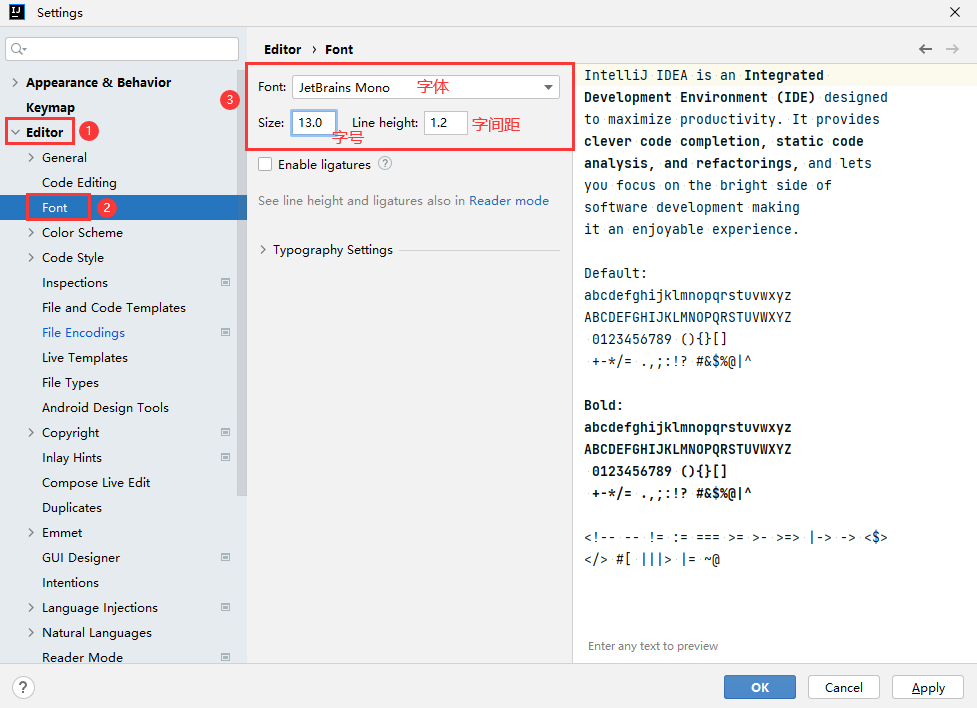 IJ Settings
Editor › Font
Appearance & Behavior
Keymap
Editor 1
General
Code Editing
Font 2
Color Scheme
Code Style
Inspections
File and Code Templates
File Encodings
Live Templates
File Types
Android Design Tools
Copyright
Inlay Hints
Compose Live Edit
Duplicates
Emmet
GUI Designer
Intentions
Language Injections
Natural Languages
Reader Mode
3
Font: JetBrains Mono 字体
Size: 13.0 Line height: 1.2 字间距
字号
Enable ligatures ?
See line height and ligatures also in Reader mode
Typography Settings
IntelliJ IDEA is an Integrated
Development Environment (IDE) designed
to maximize productivity. It provides
clever code completion, static code
analysis, and refactorings, and lets
you focus on the bright side of
software development making
it an enjoyable experience.
Default:
abcdefghijklmnopqrstuvwxyz
ABCDEFGHIJKLMNOPQRSTUVWXYZ
0123456789 (){}[]
+-*/= .,;:!? #&$%@|^
Bold:
abcdefghijklmnopqrstuvwxyz
ABCDEFGHIJKLMNOPQRSTUVWXYZ
0123456789 (){}[]
+-*/= .,;:!? #&$%@|^
<!-- -- != := === >= >- >=> |-> -> <$>
</> #[ |||> |= ~@
Enter any text to preview
? OK Cancel Apply